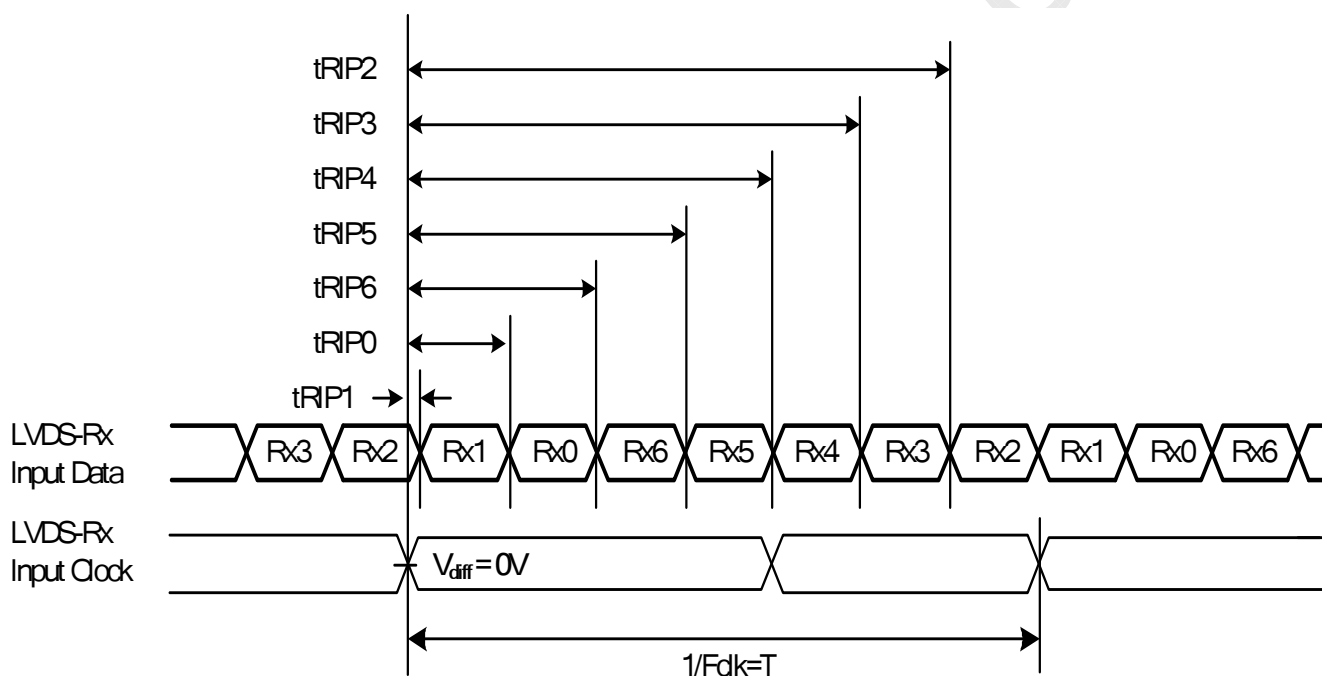 tRIP2
tRIP3
tRIP4
tRIP5
tRIP6
tRIP0
tRIP1
LVDS-Rx
Input Data
Rx3 Rx2 Rx1 Rx0 Rx6 Rx5 Rx4 Rx3 Rx2 Rx1 Rx0 Rx6
LVDS-Rx
Input Clock
Vdiff = 0V
1/Fclk=T